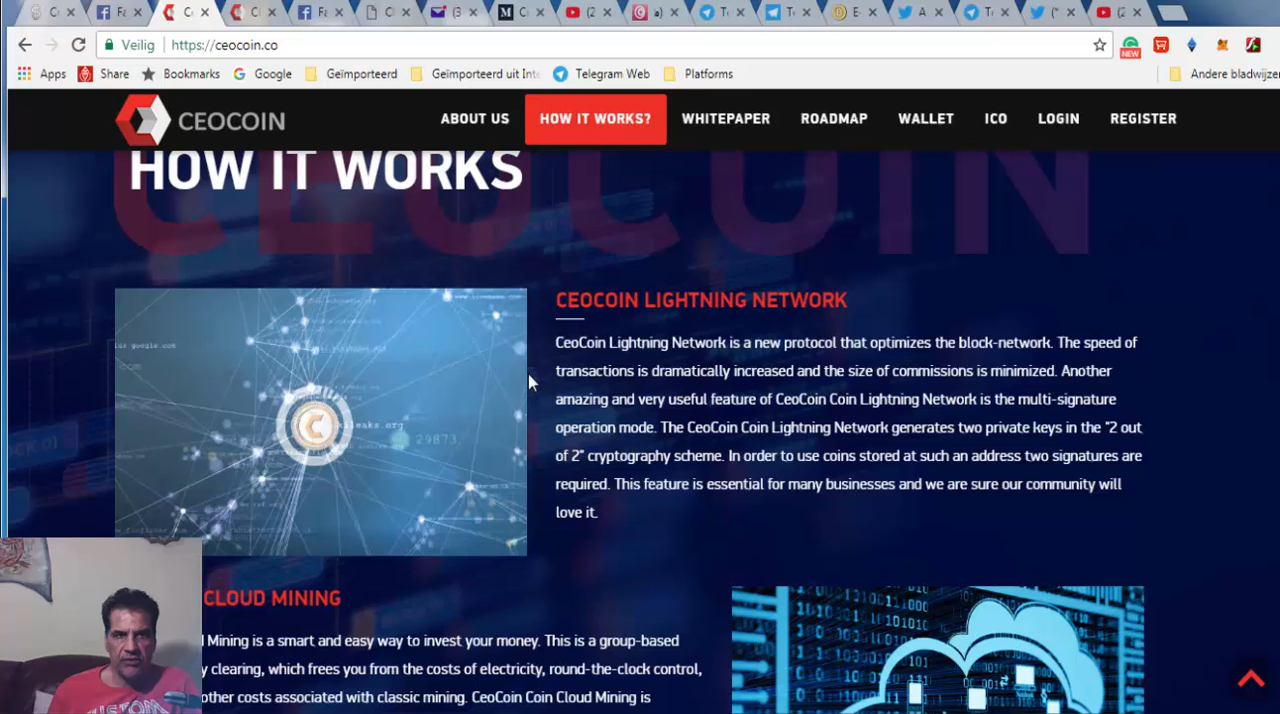 Veilig https://ceocoin.co
NEW
Apps Share Bookmarks Google Geïmporteerd Geïmporteerd uit Inte Telegram Web Platforms Andere bladwijzer
CEOCOIN ABOUT US HOW IT WORKS? WHITEPAPER ROADMAP WALLET ICO LOGIN REGISTER
CEOCOIN
HOW IT WORKS
CEOCOIN LIGHTNING NETWORK
CeoCoin Lightning Network is a new protocol that optimizes the block-network. The speed of
transactions is dramatically increased and the size of commissions is minimized. Another
amazing and very useful feature of CeoCoin Coin Lightning Network is the multi-signature
operation mode. The CeoCoin Coin Lightning Network generates two private keys in the "2 out
of 2" cryptography scheme. In order to use coins stored at such an address two signatures are
required. This feature is essential for many businesses and we are sure our community will
love it.
29873
CLOUD MINING
Mining is a smart and easy way to invest your money. This is a group-based
y clearing, which frees you from the costs of electricity, round-the-clock control,
other costs associated with classic mining. CeoCoin Coin Cloud Mining is